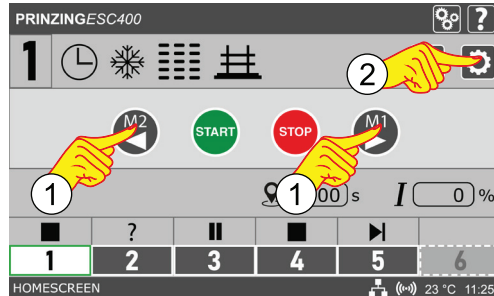 PRINZINGESC400 ?
1 2
M2 START STOP M1
1 1 00 s I 0 %
?
1 2 3 4 5 6
HOMESCREEN 23 °C 11:25